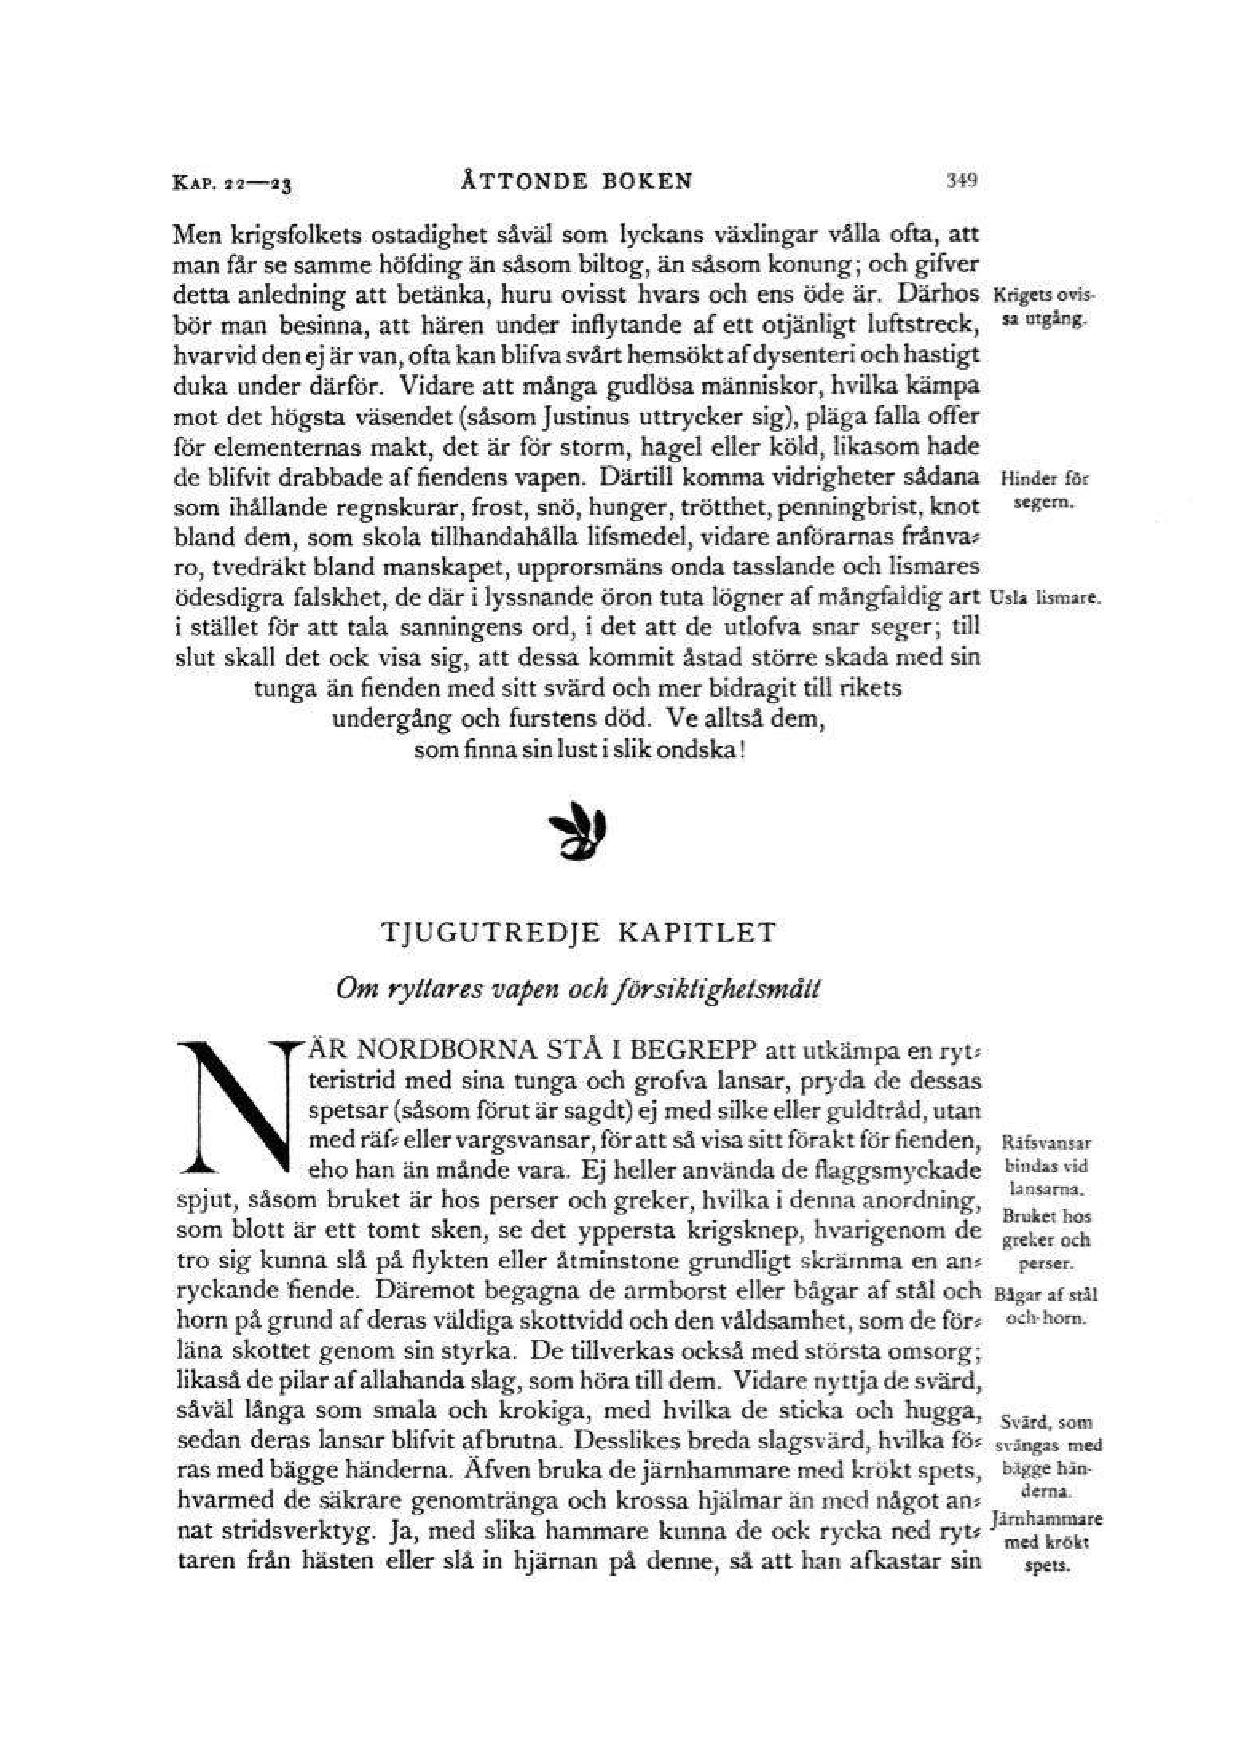 KAP. 22—23 ÅTTONDE BOKEN 349
Men krigsfolkets ostadighet såväl som lyckans växlingar vålla ofta, att
man får se samme höfding än såsom biltog, än såsom konung; och gifver
detta anledning att betänka, huru ovisst hvars och ens öde är. Därhos
bör man besinna, att hären under inflytande af ett otjänligt luftstreck,
hvarvid den ej är van, ofta kan blifva svårt hemsökt af dysenteri och hastigt
duka under därför. Vidare att många gudlösa människor, hvilka kämpa
mot det högsta väsendet (såsom Justinus uttrycker sig), pläga falla offer
för elementernas makt, det är för storm, hagel eller köld, likasom hade
de blifvit drabbade af fiendens vapen. Därtill komma vidrigheter sådana
som ihållande regnskurar, frost, snö, hunger, trötthet, penningbrist, knot
bland dem, som skola tillhandahålla lifsmedel, vidare anförarnas frånva-
ro, tvedräkt bland manskapet, upprorsmäns onda tasslande och lismares
ödesdigra falskhet, de där i lyssnande öron tuta lögner af mångfaldig art
i stället för att tala sanningens ord, i det att de utlofva snar seger; till
slut skall det ock visa sig, att dessa kommit åstad större skada med sin
tunga än fienden med sitt svärd och mer bidragit till rikets
undergång och furstens död. Ve alltså dem,
som finna sin lust i slik ondska!
Krigets ovis-
sa utgång.
Hinder för
segern.
Usla lismare.
TJUGUTREDJE KAPITLET
Om ryttares vapen och försiktighetsmått
NÄR NORDBORNA STÅ I BEGREPP att utkämpa en ryt-
teristrid med sina tunga och grofva lansar, pryda de dessas
spetsar (såsom förut är sagdt) ej med silke eller guldtråd, utan
med räf- eller vargsvansar, för att så visa sitt förakt för fienden,
eho han än månde vara. Ej heller använda de flaggsmyckade
spjut, såsom bruket är hos perser och greker, hvilka i denna anordning,
som blott är ett tomt sken, se det yppersta krigsknep, hvarigenom de
tro sig kunna slå på flykten eller åtminstone grundligt skrämma en an-
ryckande fiende. Däremot begagna de armborst eller bågar af stål och
horn på grund af deras väldiga skottvidd och den våldsamhet, som de för-
läna skottet genom sin styrka. De tillverkas också med största omsorg;
likaså de pilar af allahanda slag, som höra till dem. Vidare nyttja de svärd,
såväl långa som smala och krokiga, med hvilka de sticka och hugga,
sedan deras lansar blifvit afbrutna. Desslikes breda slagsvärd, hvilka fö-
ras med bägge händerna. Äfven bruka de järnhammare med krökt spets,
hvarmed de säkrare genomtränga och krossa hjälmar än med något an-
nat stridsverktyg. Ja, med slika hammare kunna de ock rycka ned ryt-
taren från hästen eller slå in hjärnan på denne, så att han afkastar sin
Räfsvansar
bindas vid
lansarna.
Bruket hos
greker och
perser.
Bågar af stål
och horn.
Svärd, som
svängas med
bägge hän-
derna.
Järnhammare
med krökt
spets.